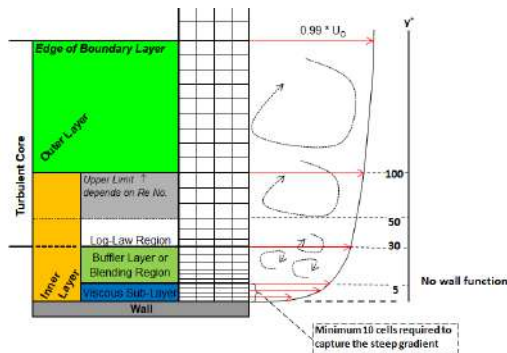 0.99 * U₀
y⁺
Edge of Boundary Layer
Outer Layer
Turbulent Core
Upper Limit ↑
depends on Re No.
100
50
Log-Law Region
30
Buffler Layer or
Blending Region
Inner
Layer
Viscous Sub-Layer
5
No wall function
Wall
Minimum 10 cells required to
capture the steep gradient